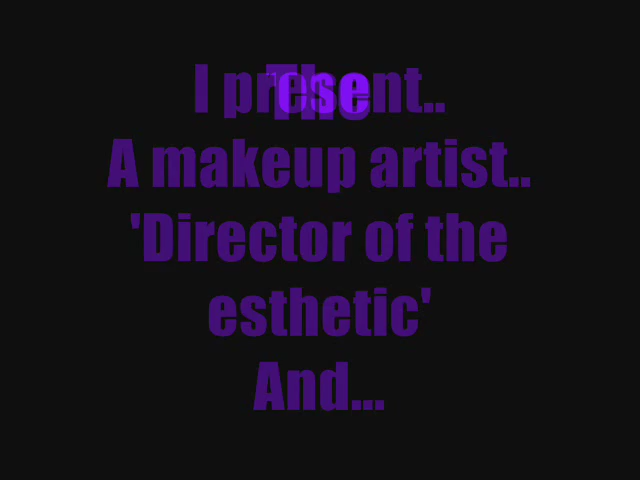 I present..
The
A makeup artist..
'Director of the
esthetic'
And...